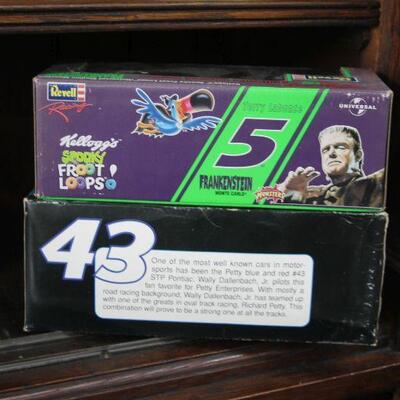 Revell
Racing
Terry Labonte
UNIVERSAL
Kellogg's
SPOOKY
FROOT
LOOPS
5
FRANKENSTEIN
MONTE CARLO
MONSTERS
43
One of the most well known cars in motor-
sports has been the Petty blue and red #43
STP Pontiac. Wally Dallenbach, Jr. pilots this
fan favorite for Petty Enterprises. With mostly a
road racing background, Wally Dallenbach, Jr. has teamed up
with one of the greats in oval track racing, Richard Petty. This
combination will prove to be a strong one at all the tracks.